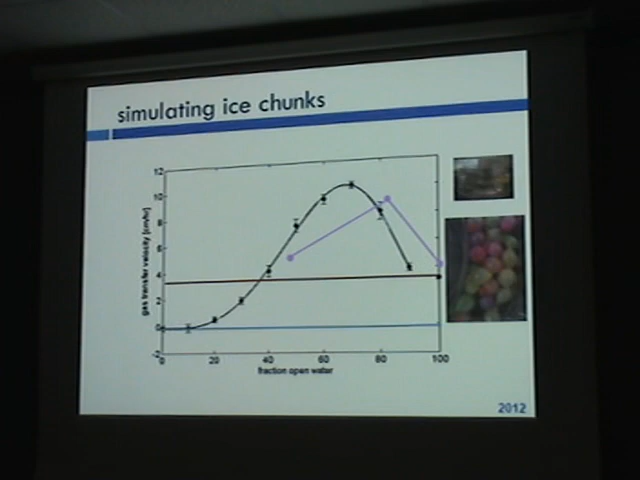 simulating ice chunks
12
10
8
6
4
2
0
-2
0 20 40 60 80 100
gas transfer velocity [cm/hr]
fraction open water
2012